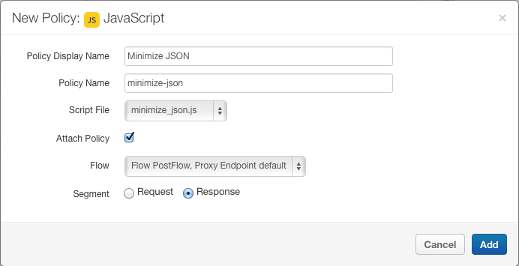 New Policy: JS JavaScript ×
Policy Display Name Minimize JSON
Policy Name minimize-json
Script File minimize_json.js
Attach Policy
Flow Flow PostFlow, Proxy Endpoint default
Segment Request Response
Cancel Add